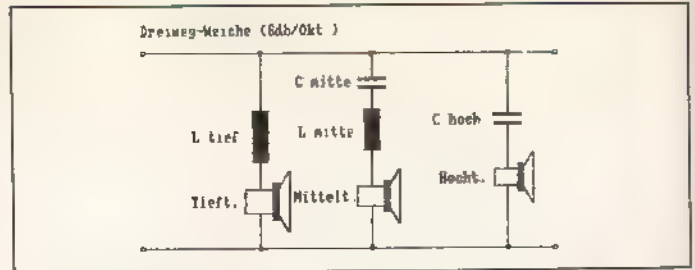 Dreiweg-Weiche (6db/Okt )
C mitte
L tief
L mitte
C hoch
Tieft.
Mittelt.
Hocht.